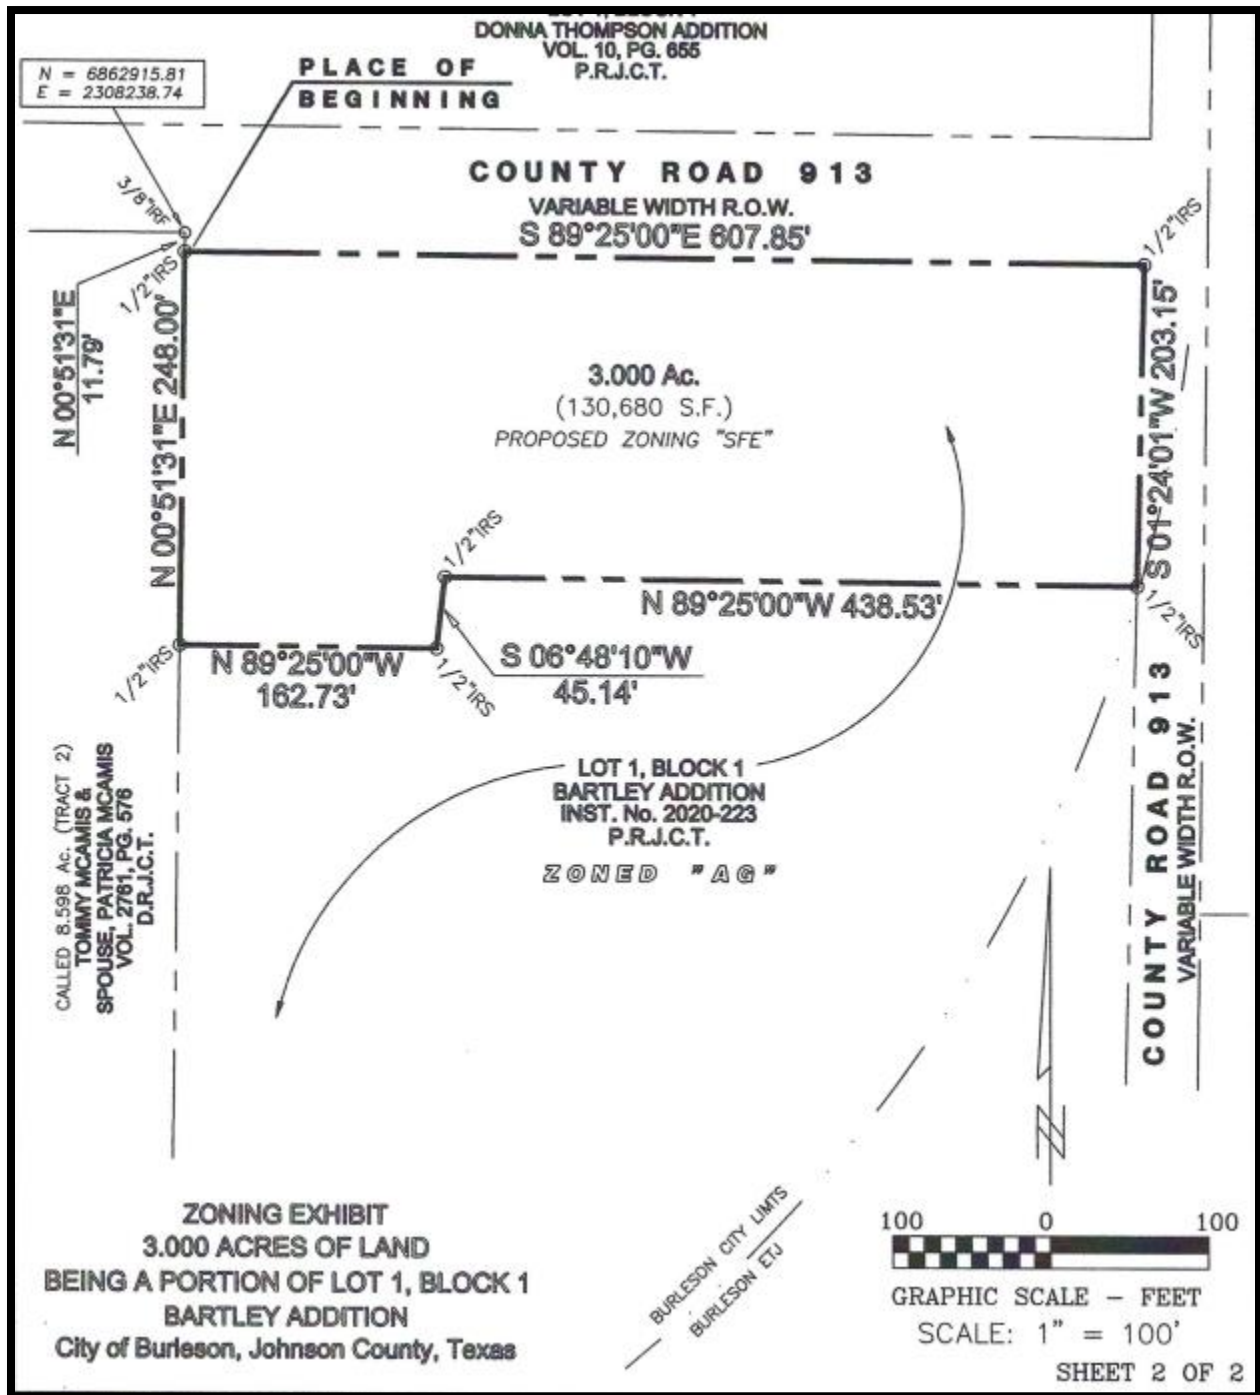 DONNA THOMPSON ADDITION
VOL. 10, PG. 655
P.R.J.C.T.
N = 6862915.81
E = 2308238.74
PLACE OF
BEGINNING
COUNTY ROAD 913
VARIABLE WIDTH R.O.W.
S 89°25'00"E 607.85'
3/8"IRF
1/2"IRS
1/2"IRS
N 00°51'31"E
11.79'
N 00°51'31"E 248.00'
S 01°24'01"W 203.15'
3.000 Ac.
(130,680 S.F.)
PROPOSED ZONING "SFE"
1/2"IRS
N 89°25'00"W 438.53'
1/2"IRS
1/2"IRS
N 89°25'00"W
162.73'
1/2"IRS
S 06°48'10"W
45.14'
CALLED 8.598 Ac. (TRACT 2)
TOMMY MCAMIS &
SPOUSE, PATRICIA MCAMIS
VOL. 2761, PG. 576
D.R.J.C.T.
LOT 1, BLOCK 1
BARTLEY ADDITION
INST. No. 2020-223
P.R.J.C.T.
ZONED "AG"
COUNTY ROAD 913
VARIABLE WIDTH R.O.W.
N
ZONING EXHIBIT
3.000 ACRES OF LAND
BEING A PORTION OF LOT 1, BLOCK 1
BARTLEY ADDITION
City of Burleson, Johnson County, Texas
BURLESON CITY LIMTS
BURLESON ETJ
100 0 100
GRAPHIC SCALE - FEET
SCALE: 1" = 100'
SHEET 2 OF 2